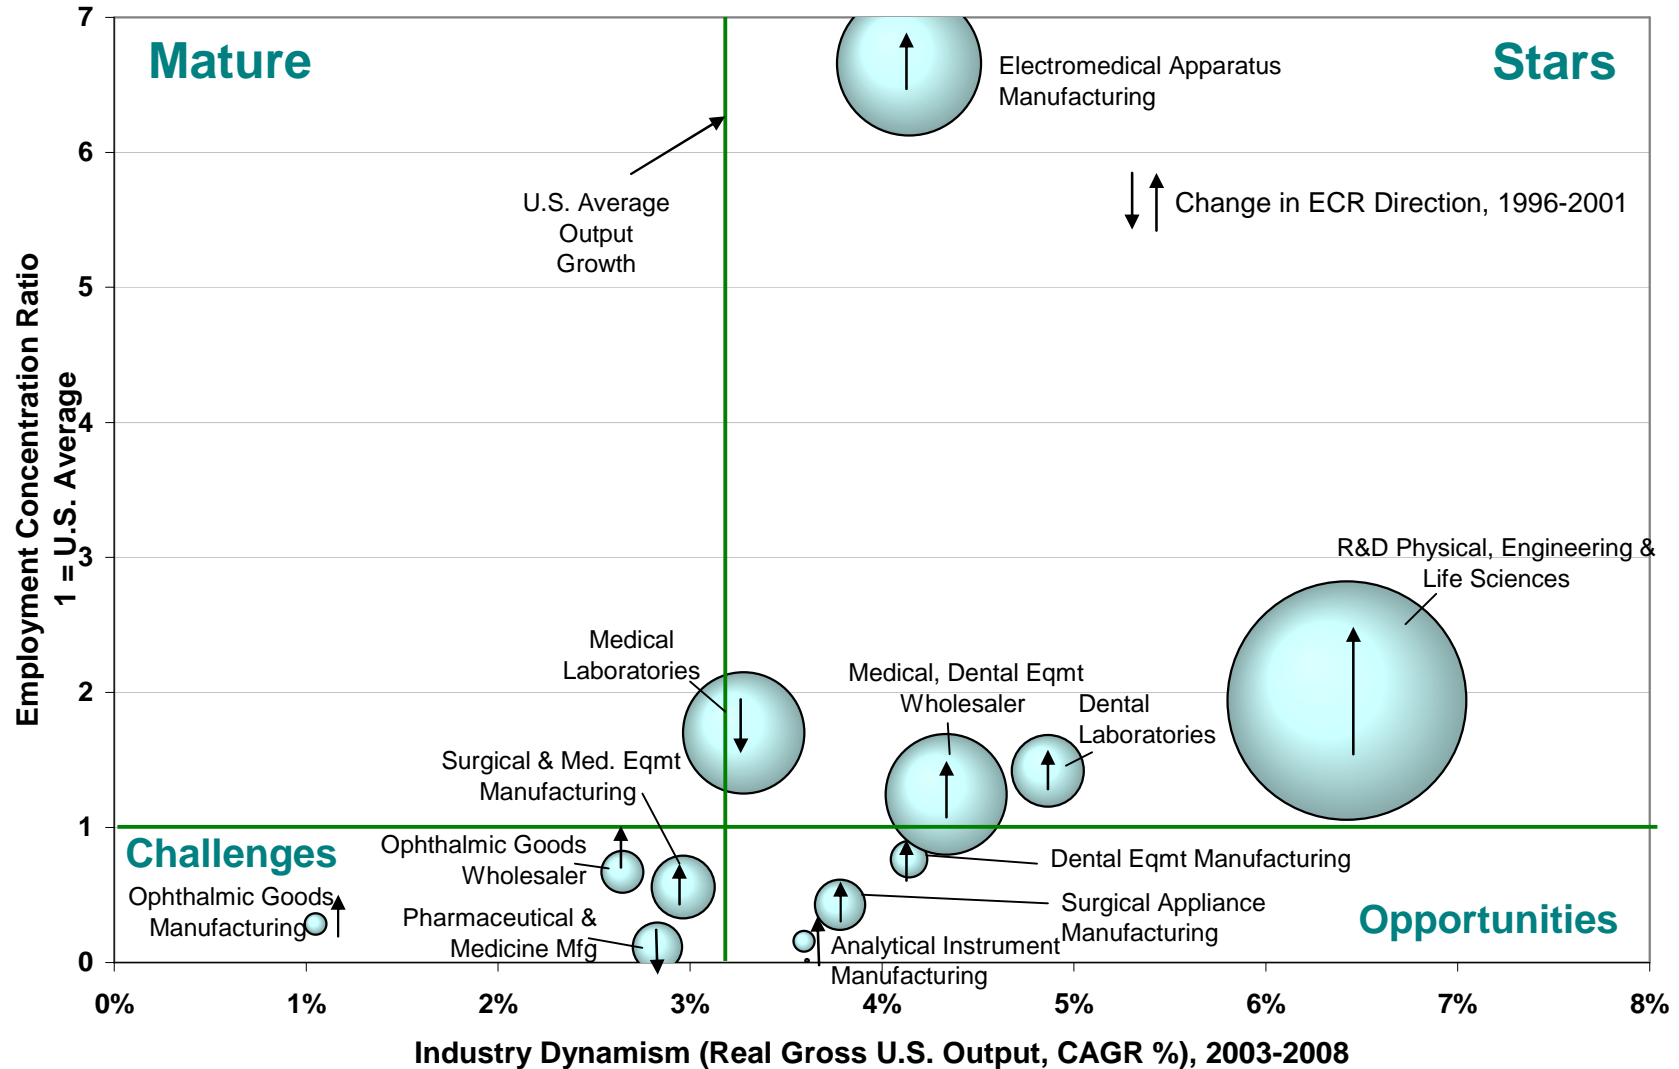 7
Mature
Stars
Electromedical Apparatus
Manufacturing
6
U.S. Average
Output
Growth
Change in ECR Direction, 1996-2001
5
Employment Concentration Ratio
1 = U.S. Average
4
3
R&D Physical, Engineering &
Life Sciences
Medical
Laboratories
Medical, Dental Eqmt
Wholesaler
2
Dental
Laboratories
Surgical & Med. Eqmt
Manufacturing
1
Challenges
Ophthalmic Goods
Wholesaler
Dental Eqmt Manufacturing
Ophthalmic Goods
Manufacturing
Surgical Appliance
Manufacturing
Opportunities
Pharmaceutical &
Medicine Mfg
Analytical Instrument
Manufacturing
0
0%
1%
2%
3%
4%
5%
6%
7%
8%
Industry Dynamism (Real Gross U.S. Output, CAGR %), 2003-2008